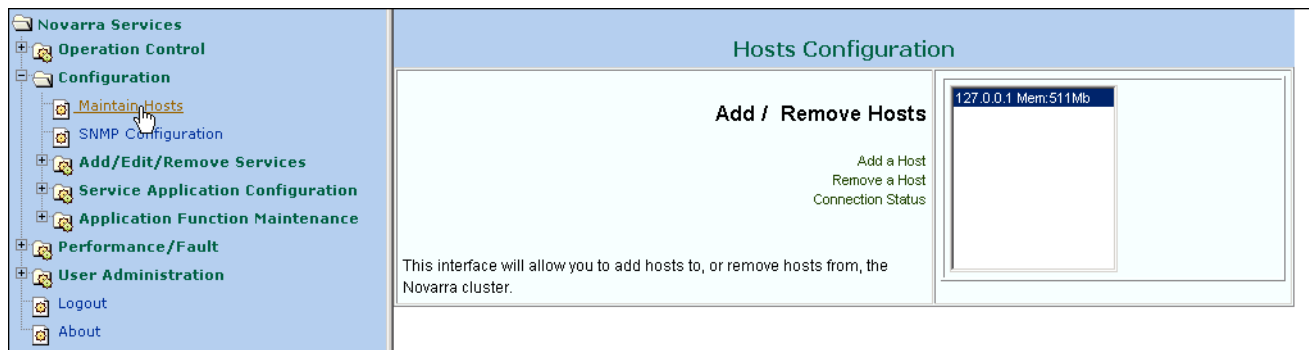 Novarra Services
Operation Control
Configuration
Maintain Hosts
SNMP Configuration
Add/Edit/Remove Services
Service Application Configuration
Application Function Maintenance
Performance/Fault
User Administration
Logout
About
Hosts Configuration
Add / Remove Hosts
Add a Host
Remove a Host
Connection Status
This interface will allow you to add hosts to, or remove hosts from, the
Novarra cluster.
127.0.0.1 Mem:511Mb